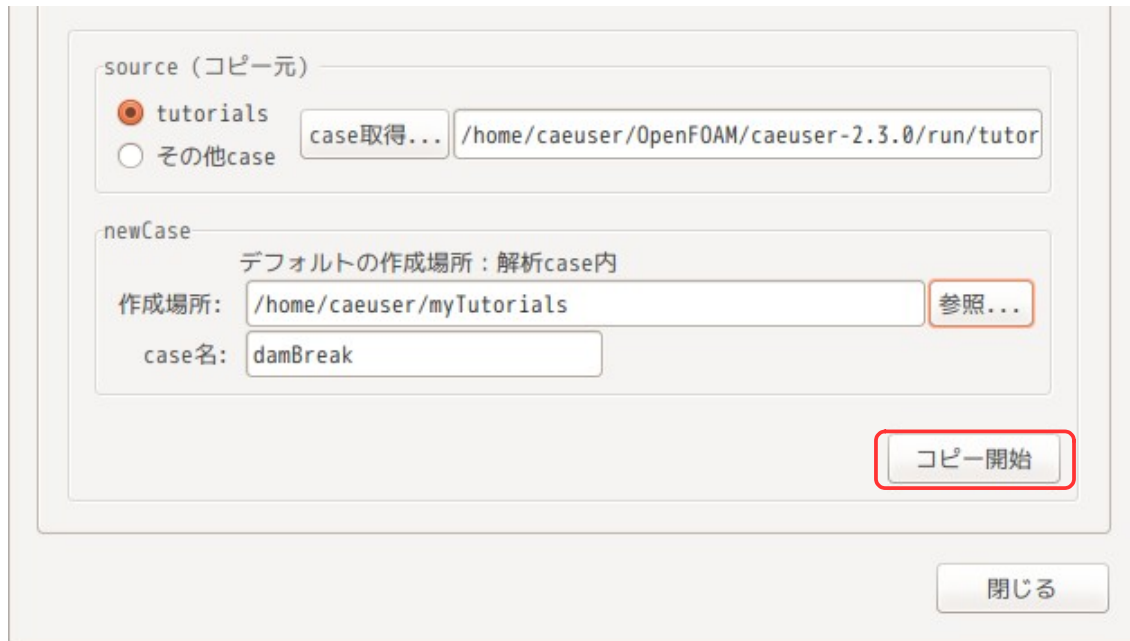 source (コピー元)
tutorials
case取得... /home/caeuser/OpenFOAM/caeuser-2.3.0/run/tutor
その他case
newCase
デフォルトの作成場所:解析case内
作成場所: /home/caeuser/myTutorials 参照...
case名: damBreak
コピー開始
閉じる